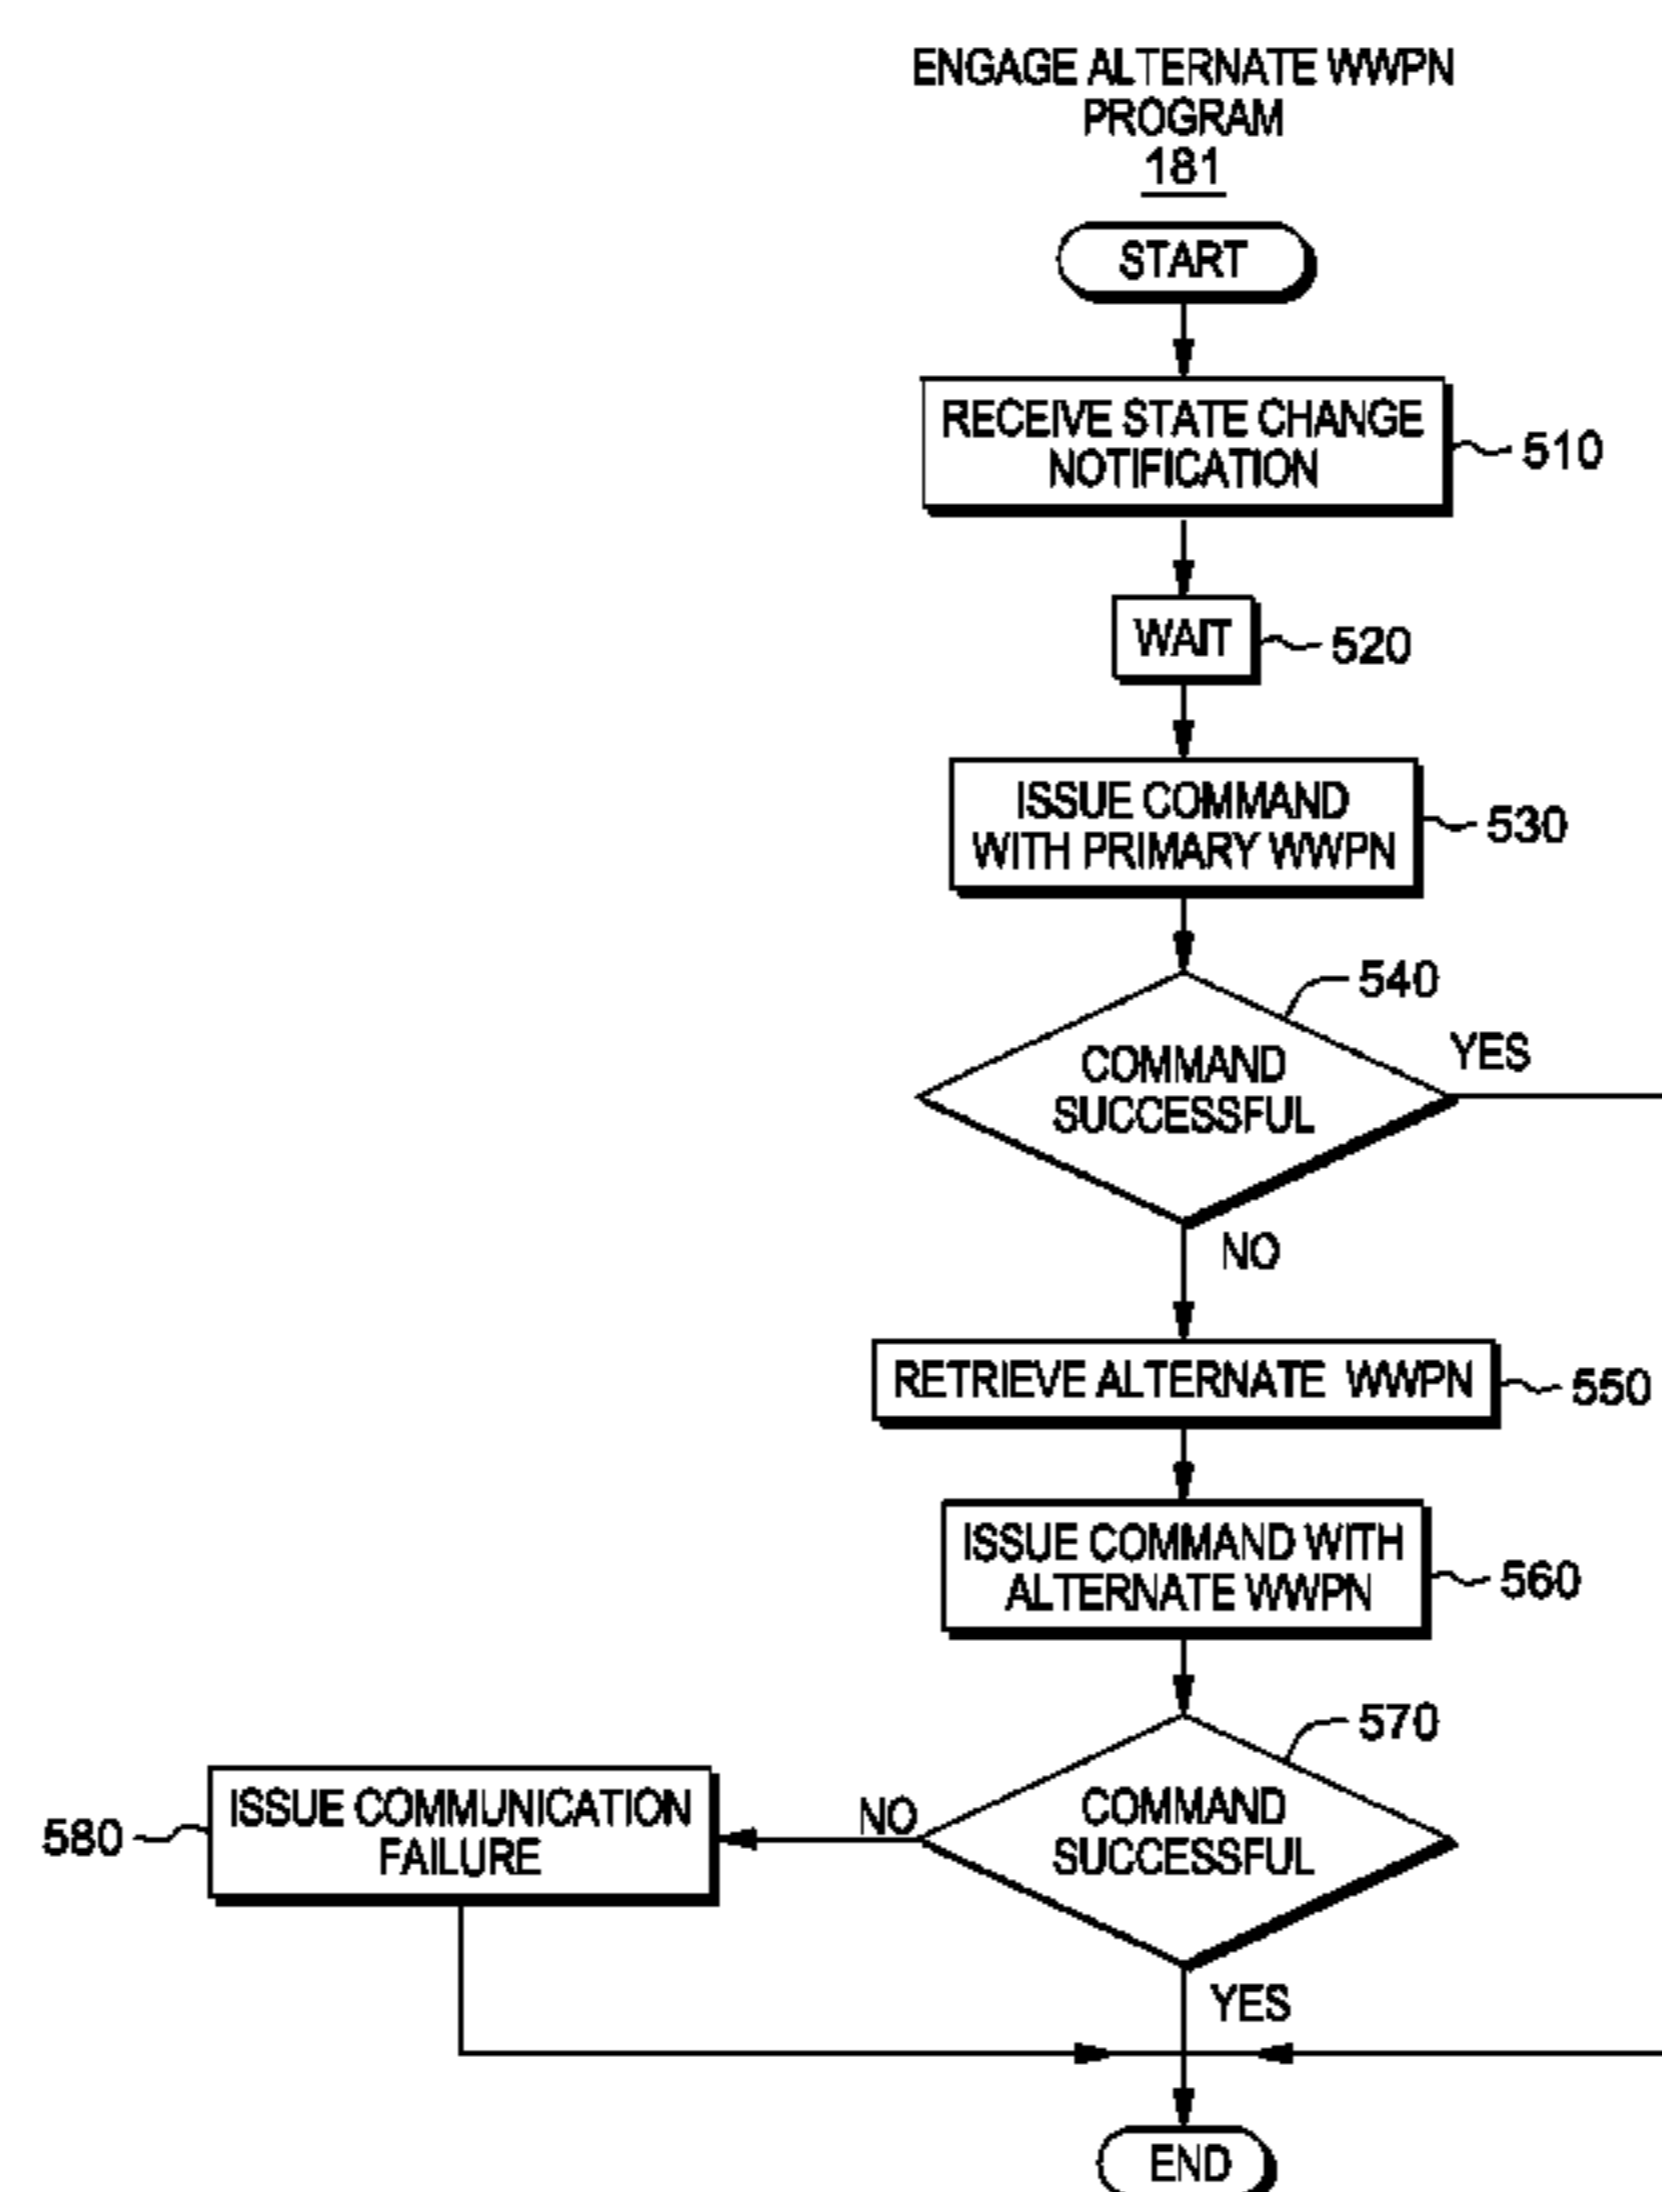 ENGAGE ALTERNATE WWPN
PROGRAM
181
START
RECEIVE STATE CHANGE
NOTIFICATION
510
WAIT
520
ISSUE COMMAND
WITH PRIMARY WWPN
530
540
COMMAND
SUCCESSFUL
YES
NO
RETRIEVE ALTERNATE WWPN
550
ISSUE COMMAND WITH
ALTERNATE WWPN
560
570
COMMAND
SUCCESSFUL
NO
ISSUE COMMUNICATION
FAILURE
580
YES
END